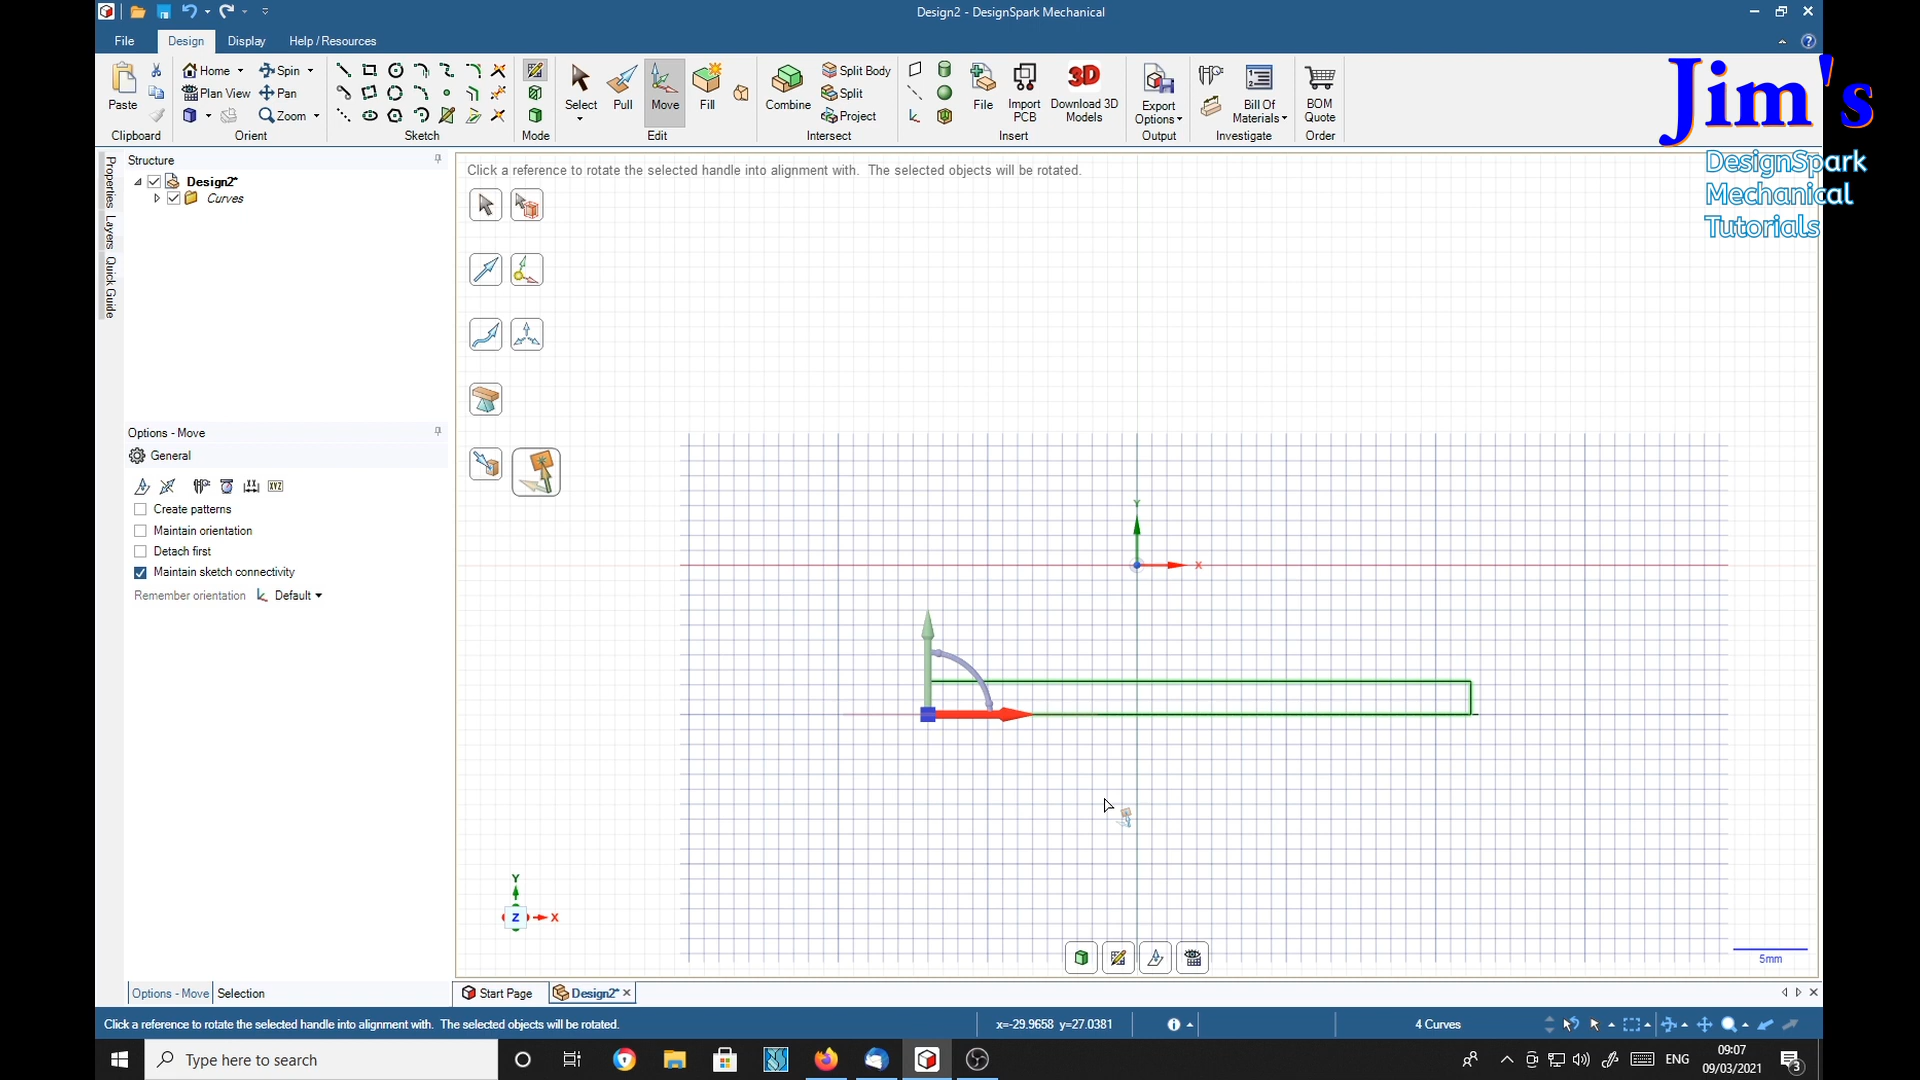 Design2 - DesignSpark Mechanical
File Design Display Help / Resources
Jim's
DesignSpark
Mechanical
Tutorials
Paste
Clipboard
Home Spin
Plan View Pan
Zoom
Orient
Sketch
Mode
Select Pull Move Fill
Edit
Combine
Split Body
Split
Project
Intersect
File
Import
PCB
Download 3D
Models
Insert
3D
Export
Options
Output
Bill Of
Materials
Investigate
BOM
Quote
Order
Properties
Layers
Quick Guide
Structure
Design2*
Curves
Click a reference to rotate the selected handle into alignment with. The selected objects will be rotated.
Options - Move
General
XYZ
Create patterns
Maintain orientation
Detach first
Maintain sketch connectivity
Remember orientation Default
Y
X
Y
Z X
5mm
Options - Move Selection
Start Page Design2*
Click a reference to rotate the selected handle into alignment with. The selected objects will be rotated.
x=-29.9658 y=27.0381
4 Curves
Type here to search
ENG
09:07
09/03/2021
3